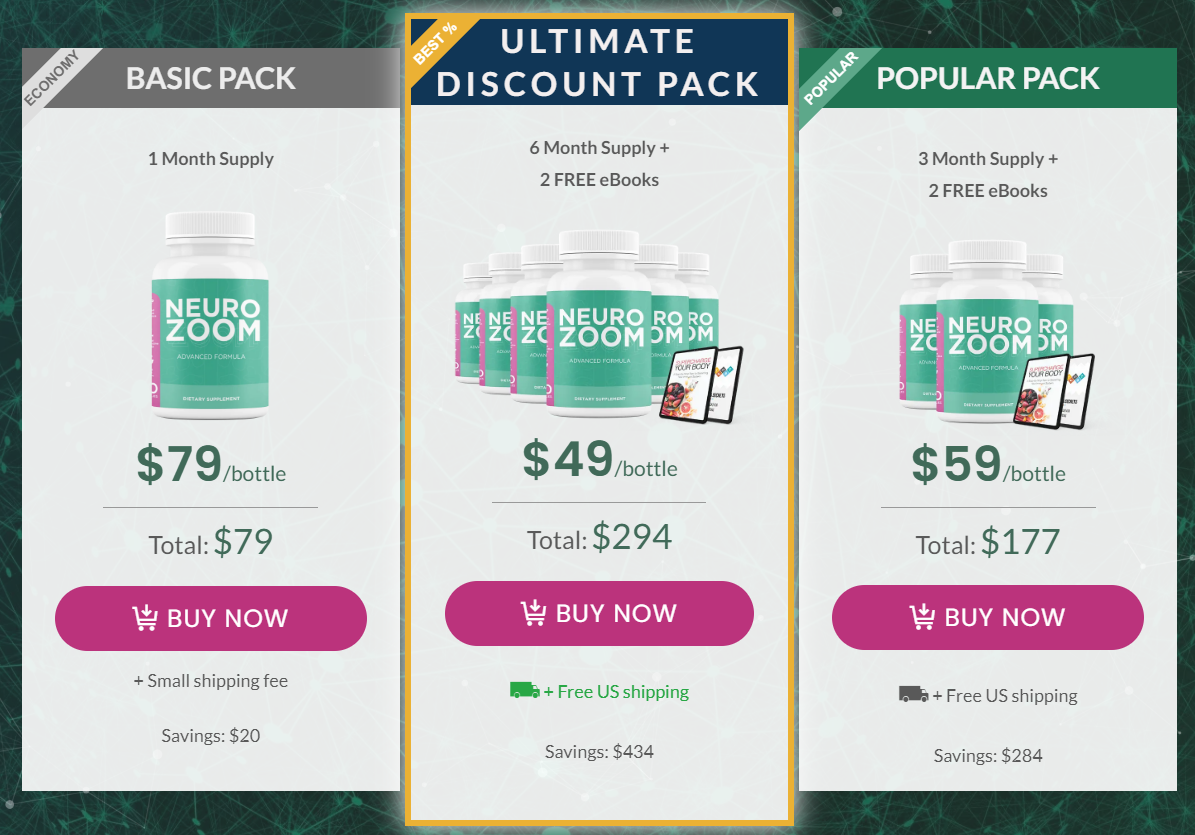 ECONOMY
BASIC PACK
1 Month Supply
NEURO
ZOOM
ADVANCED FORMULA
DIETARY SUPPLEMENT
$79/bottle
Total: $79
BUY NOW
+ Small shipping fee
Savings: $20
BEST %
ULTIMATE
DISCOUNT PACK
6 Month Supply +
2 FREE eBooks
NEURO
ZOOM
ADVANCED FORMULA
DIETARY SUPPLEMENT
SUPERCHARGE
YOUR BODY
$49/bottle
Total: $294
BUY NOW
+ Free US shipping
Savings: $434
POPULAR
POPULAR PACK
3 Month Supply +
2 FREE eBooks
NEURO
ZOOM
ADVANCED FORMULA
DIETARY SUPPLEMENT
SUPERCHARGE
YOUR BODY
$59/bottle
Total: $177
BUY NOW
+ Free US shipping
Savings: $284